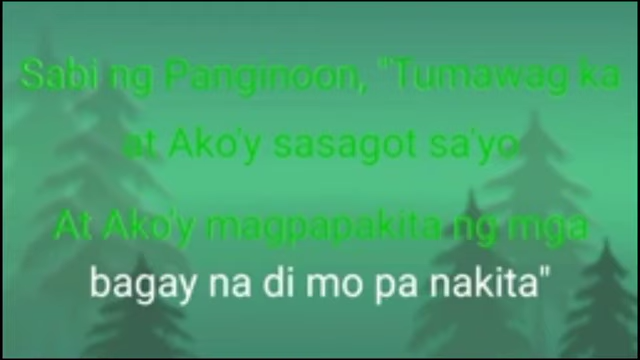 Sabi ng Panginoon, "Tumawag ka
at Ako'y sasagot sa'yo
At Ako'y magpapakita ng mga
bagay na di mo pa nakita"